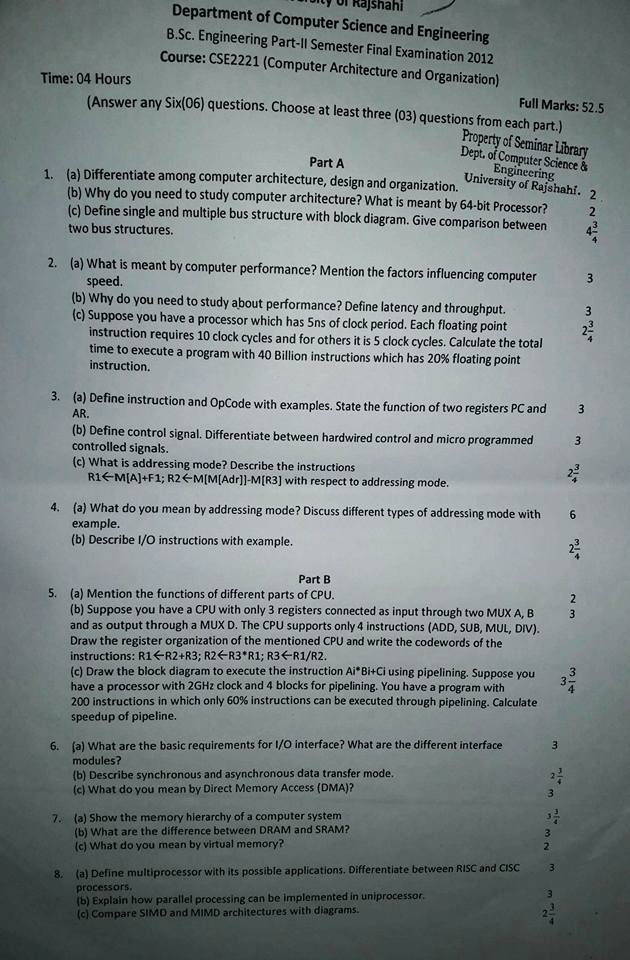 University of Rajshahi
Department of Computer Science and Engineering
B.Sc. Engineering Part-II Semester Final Examination 2012
Course: CSE2221 (Computer Architecture and Organization)
Time: 04 Hours
Full Marks: 52.5
(Answer any Six(06) questions. Choose at least three (03) questions from each part.)
Property of Seminar Library
Dept. of Computer Science &
Engineering
University of Rajshahi.
Part A
1. (a) Differentiate among computer architecture, design and organization. 2
(b) Why do you need to study computer architecture? What is meant by 64-bit Processor? 2
(c) Define single and multiple bus structure with block diagram. Give comparison between 4 3/4
two bus structures.
2. (a) What is meant by computer performance? Mention the factors influencing computer 3
speed.
(b) Why do you need to study about performance? Define latency and throughput. 3
(c) Suppose you have a processor which has 5ns of clock period. Each floating point 2 3/4
instruction requires 10 clock cycles and for others it is 5 clock cycles. Calculate the total
time to execute a program with 40 Billion instructions which has 20% floating point
instruction.
3. (a) Define instruction and OpCode with examples. State the function of two registers PC and 3
AR.
(b) Define control signal. Differentiate between hardwired control and micro programmed 3
controlled signals.
(c) What is addressing mode? Describe the instructions 2 3/4
R1←M[A]+F1; R2←M[M[Adr]]-M[R3] with respect to addressing mode.
4. (a) What do you mean by addressing mode? Discuss different types of addressing mode with 6
example.
(b) Describe I/O instructions with example. 2 3/4
Part B
5. (a) Mention the functions of different parts of CPU. 2
(b) Suppose you have a CPU with only 3 registers connected as input through two MUX A, B 3
and as output through a MUX D. The CPU supports only 4 instructions (ADD, SUB, MUL, DIV).
Draw the register organization of the mentioned CPU and write the codewords of the
instructions: R1←R2+R3; R2←R3*R1; R3←R1/R2.
(c) Draw the block diagram to execute the instruction Ai*Bi+Ci using pipelining. Suppose you 3 3/4
have a processor with 2GHz clock and 4 blocks for pipelining. You have a program with
200 instructions in which only 60% instructions can be executed through pipelining. Calculate
speedup of pipeline.
6. (a) What are the basic requirements for I/O interface? What are the different interface 3
modules?
(b) Describe synchronous and asynchronous data transfer mode. 2 3/4
(c) What do you mean by Direct Memory Access (DMA)? 3
7. (a) Show the memory hierarchy of a computer system 3 3/4
(b) What are the difference between DRAM and SRAM? 3
(c) What do you mean by virtual memory? 2
8. (a) Define multiprocessor with its possible applications. Differentiate between RISC and CISC 3
processors.
(b) Explain how parallel processing can be implemented in uniprocessor. 3
(c) Compare SIMD and MIMD architectures with diagrams. 2 3/4